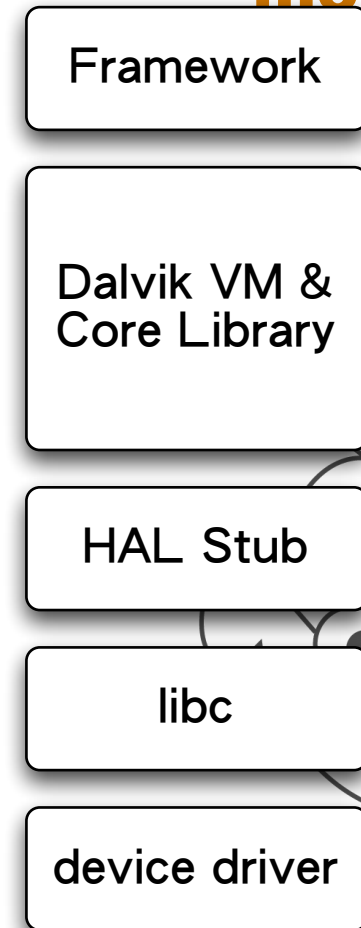 Framework
Dalvik VM &
Core Library
HAL Stub
libc
device driver